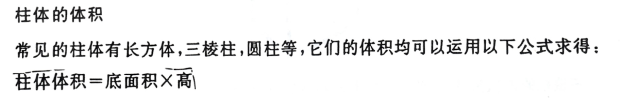 柱体的体积
常见的柱体有长方体,三棱柱,圆柱等,它们的体积均可以运用以下公式求得:
柱体体积=底面积×高